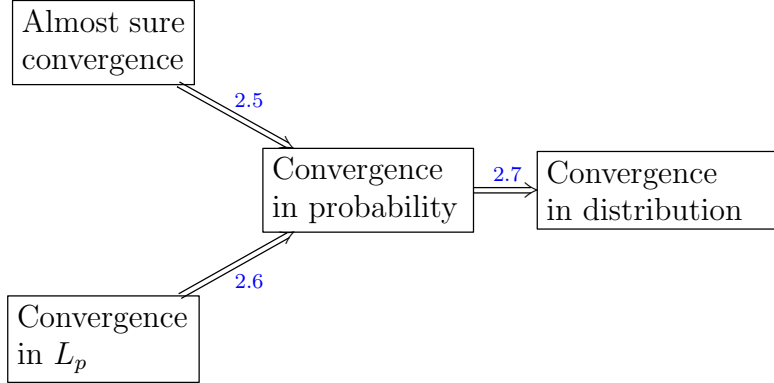 Almost sure
convergence
2.5
Convergence
in probability
2.7
Convergence
in distribution
2.6
Convergence
in $L_p$